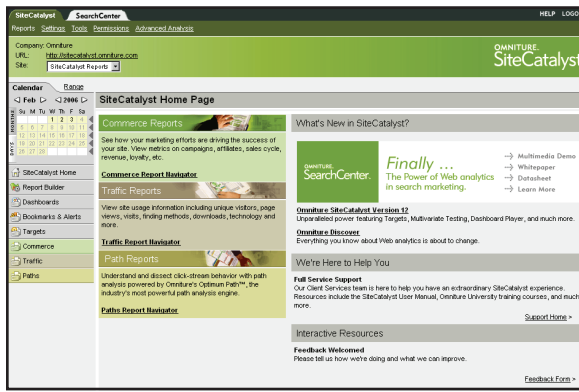 SiteCatalyst SearchCenter HELP LOGO
Reports Settings Tools Permissions Advanced Analysis
Company: Omniture
URL: http://sitecatalyst.omniture.com
Site: SiteCatalyst Reports
OMNITURE.
SiteCatalyst
Calendar Range
Feb 2006
Su M Tu W Th F Sa
1 2 3 4
5 6 7 8 9 10 11
12 13 14 15 16 17 18
19 20 21 22 23 24 25
26 27 28
MONTHS
DAYS
SiteCatalyst Home
Report Builder
Dashboards
Bookmarks & Alerts
Targets
Commerce
Traffic
Paths
SiteCatalyst Home Page
Commerce Reports
See how your marketing efforts are driving the success of
your site. View metrics on campaigns, affiliates, sales cycle,
revenue, loyalty, etc.
Commerce Report Navigator
Traffic Reports
View site usage information including unique visitors, page
views, visits, finding methods, downloads, technology and
more.
Traffic Report Navigator
Path Reports
Understand and dissect click-stream behavior with path
analysis powered by Omniture's Optimum Path™, the
industry's most powerful path analysis engine.
Paths Report Navigator
What's New in SiteCatalyst?
OMNITURE.
SearchCenter.
Finally ...
The Power of Web analytics
in search marketing.
Multimedia Demo
Whitepaper
Datasheet
Learn More
Omniture SiteCatalyst Version 12
Unparalleled power featuring Targets, Multivariate Testing, Dashboard Player, and much more.
Omniture Discover
Everything you know about Web analytics is about to change.
We're Here to Help You
Full Service Support
Our Client Services team is here to help you have an extraordinary SiteCatalyst experience.
Resources include the SiteCatalyst User Manual, Omniture University training courses, and much
more.
Support Home >
Interactive Resources
Feedback Welcomed
Please tell us how we're doing and what we can improve.
Feedback Form >